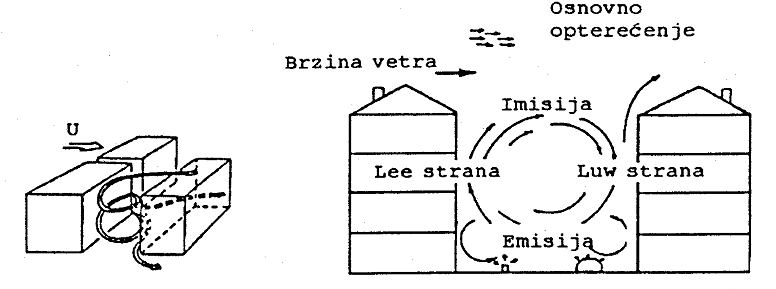 Osnovno
opterećenje
Brzina vetra
Imisija
U
Lee strana
Luw strana
Emisija